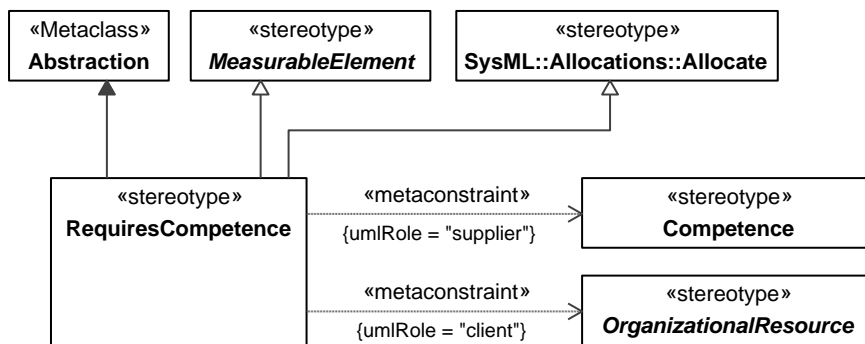 «Metaclass»
Abstraction
«stereotype»
MeasurableElement
«stereotype»
SysML::Allocations::Allocate
«stereotype»
RequiresCompetence
«metaconstraint»
{umlRole = "supplier"}
«stereotype»
Competence
«metaconstraint»
{umlRole = "client"}
«stereotype»
OrganizationalResource